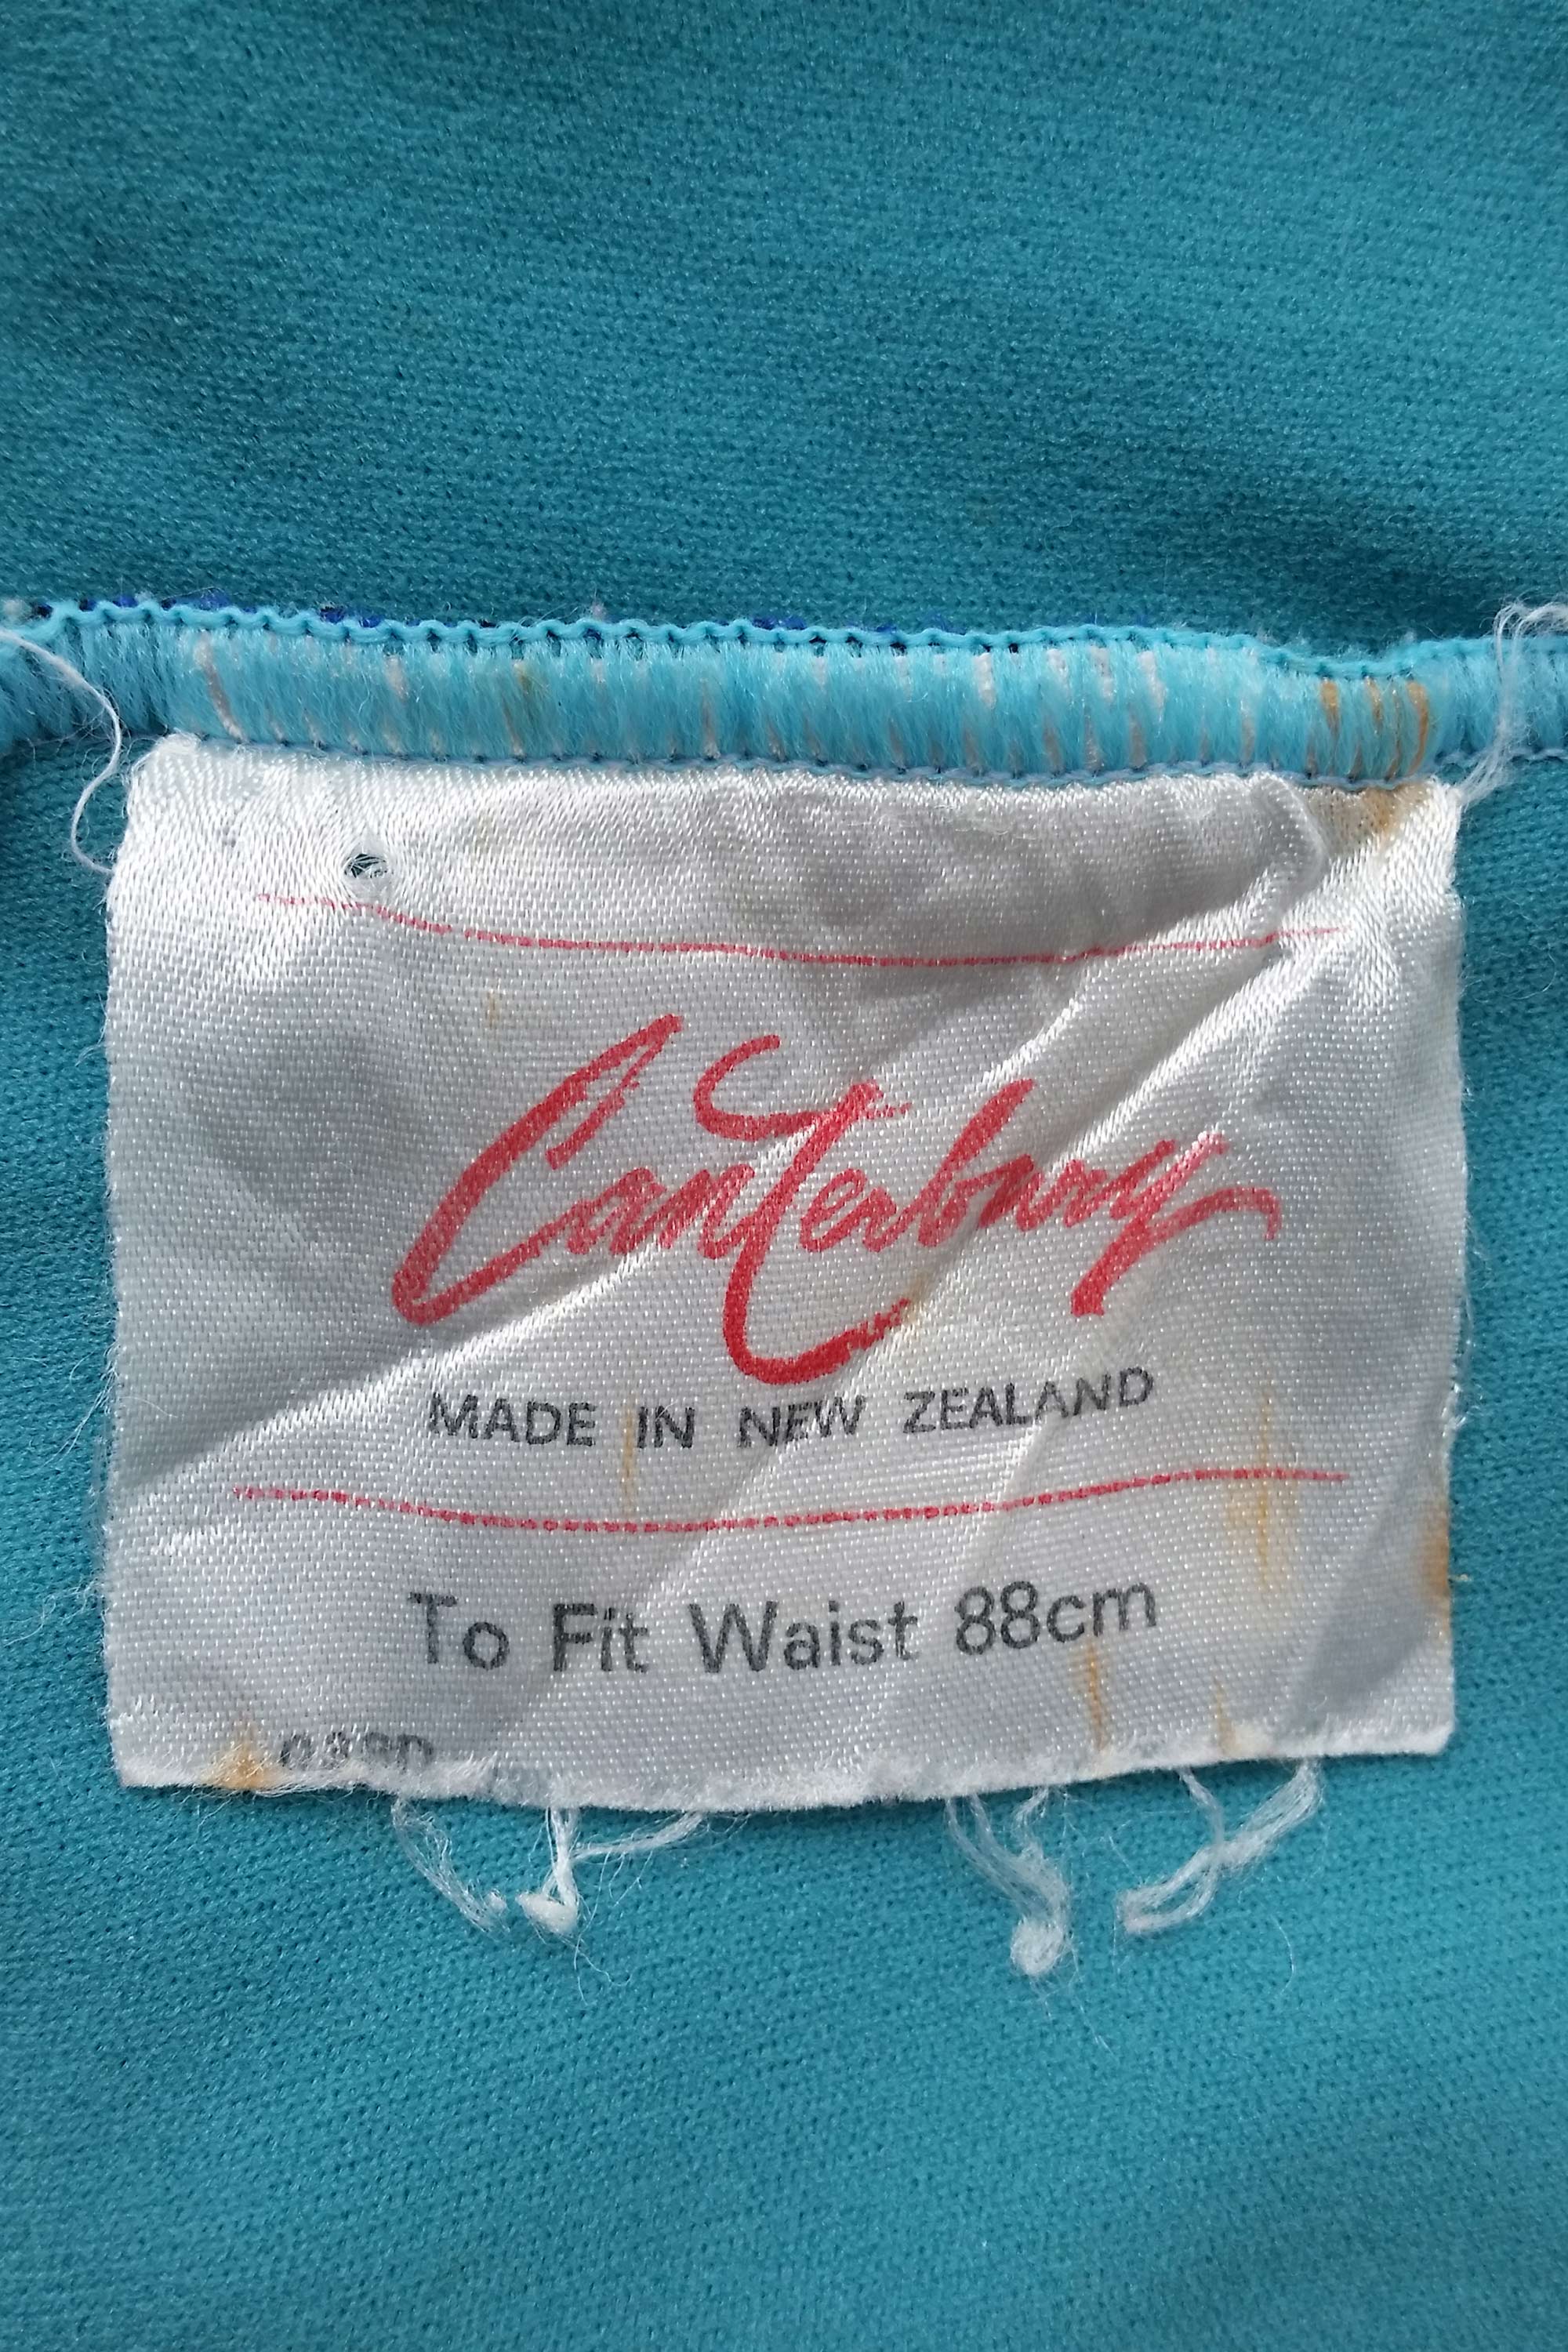 Canterbury
MADE IN NEW ZEALAND
To Fit Waist 88cm